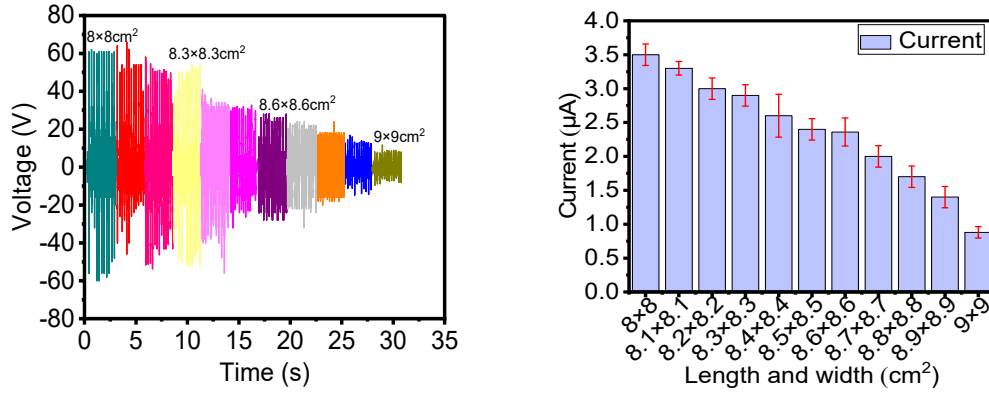 80
60
40
20
0
-20
-40
-60
-80
Voltage (V)
8×8cm²
8.3×8.3cm²
8.6×8.6cm²
9×9cm²
0 5 10 15 20 25 30 35
Time (s)
4.0
3.5
3.0
2.5
2.0
1.5
1.0
0.5
0.0
Current (μA)
Current
8×8
8.1×8.1
8.2×8.2
8.3×8.3
8.4×8.4
8.5×8.5
8.6×8.6
8.7×8.7
8.8×8.8
8.9×8.9
9×9
Length and width (cm²)